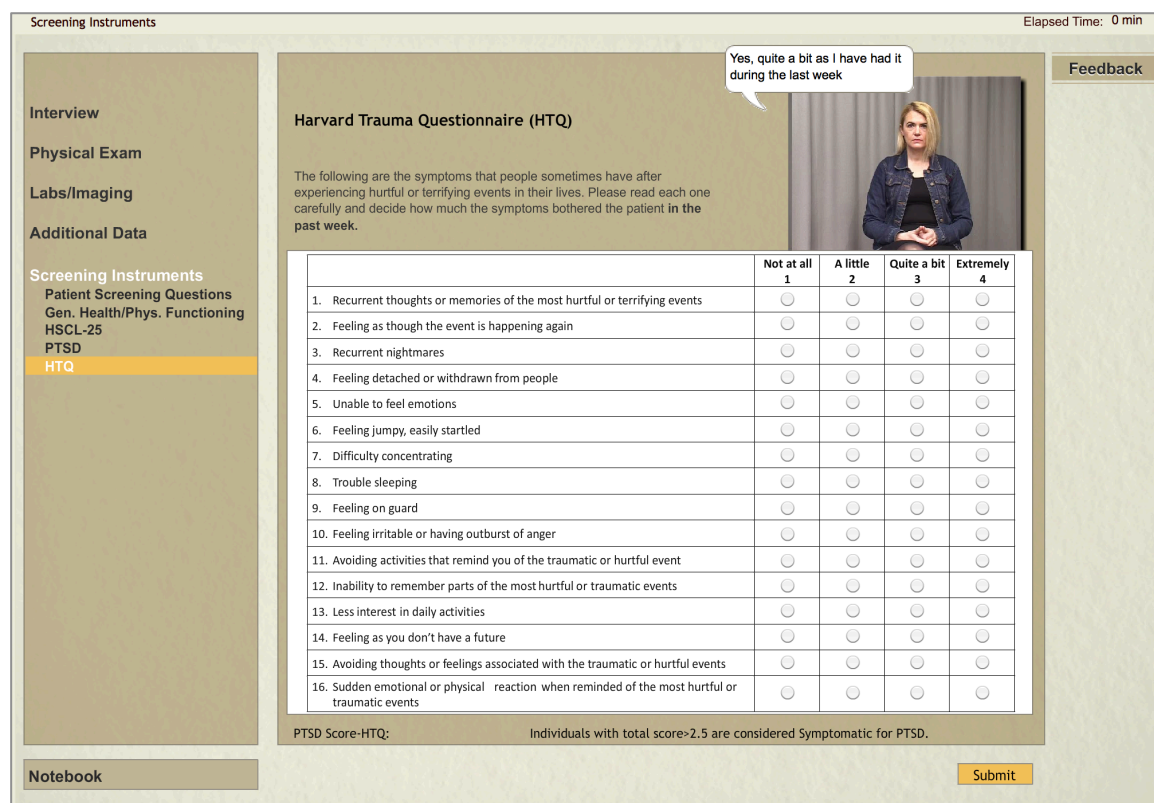 Screening Instruments
Elapsed Time: 0 min
Yes, quite a bit as I have had it
during the last week
Feedback
Interview
Physical Exam
Labs/Imaging
Additional Data
Screening Instruments
Patient Screening Questions
Gen. Health/Phys. Functioning
HSCL-25
PTSD
HTQ
Harvard Trauma Questionnaire (HTQ)
The following are the symptoms that people sometimes have after
experiencing hurtful or terrifying events in their lives. Please read each one
carefully and decide how much the symptoms bothered the patient in the
past week.
Not at all A little Quite a bit Extremely
1 2 3 4
1. Recurrent thoughts or memories of the most hurtful or terrifying events
2. Feeling as though the event is happening again
3. Recurrent nightmares
4. Feeling detached or withdrawn from people
5. Unable to feel emotions
6. Feeling jumpy, easily startled
7. Difficulty concentrating
8. Trouble sleeping
9. Feeling on guard
10. Feeling irritable or having outburst of anger
11. Avoiding activities that remind you of the traumatic or hurtful event
12. Inability to remember parts of the most hurtful or traumatic events
13. Less interest in daily activities
14. Feeling as you don't have a future
15. Avoiding thoughts or feelings associated with the traumatic or hurtful events
16. Sudden emotional or physical reaction when reminded of the most hurtful or
traumatic events
PTSD Score-HTQ: Individuals with total score>2.5 are considered Symptomatic for PTSD.
Notebook
Submit